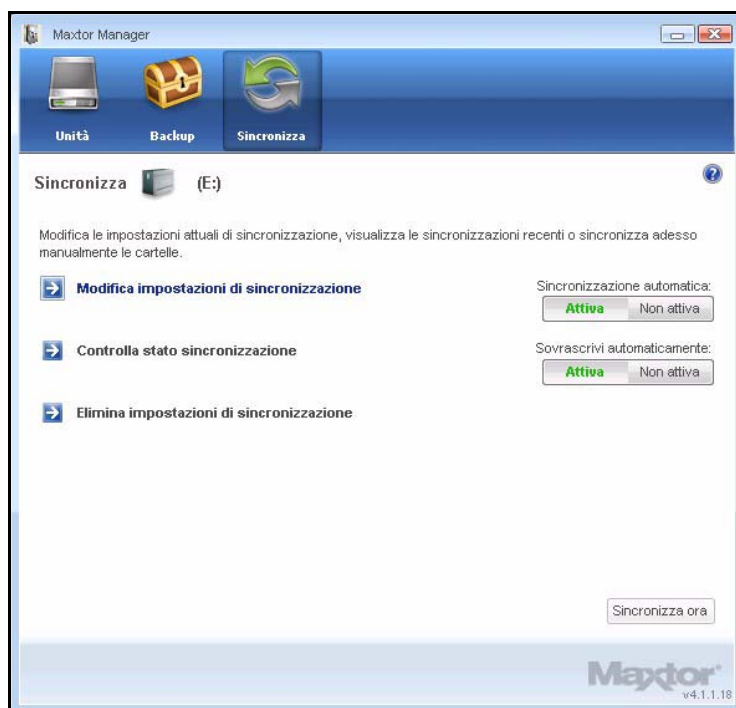 Maxtor Manager
Unità
Backup
Sincronizza
Sincronizza (E:)
Modifica le impostazioni attuali di sincronizzazione, visualizza le sincronizzazioni recenti o sincronizza adesso
manualmente le cartelle.
Modifica impostazioni di sincronizzazione
Sincronizzazione automatica:
Attiva Non attiva
Controlla stato sincronizzazione
Sovrascrivi automaticamente:
Attiva Non attiva
Elimina impostazioni di sincronizzazione
Sincronizza ora
Maxtor
v4.1.1.18